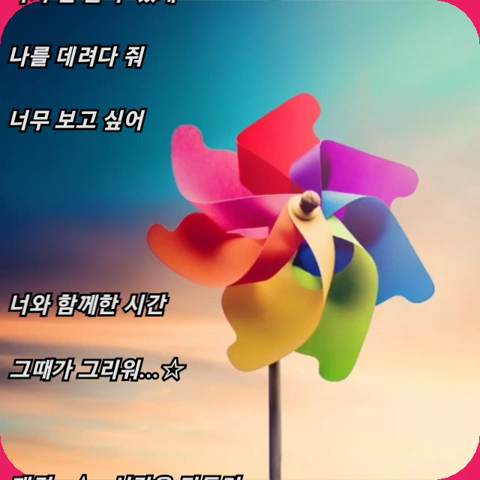 나를 데려다 줘
너무 보고 싶어
너와 함께한 시간
그때가 그리워...☆